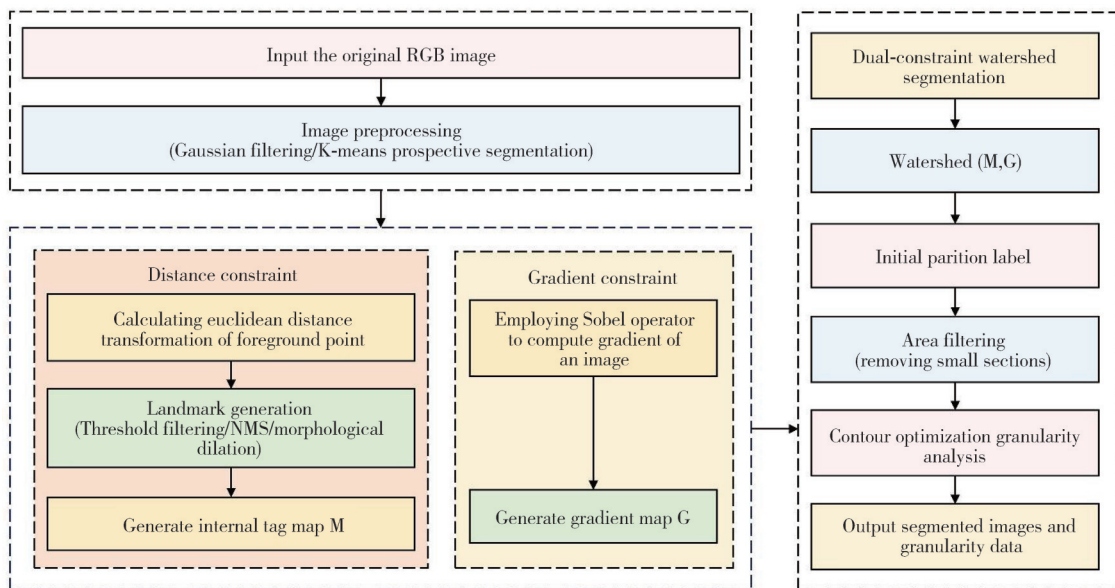 Input the original RGB image
Image preprocessing
(Gaussian filtering/K-means prospective segmentation)
Distance constraint
Calculating euclidean distance
transformation of foreground point
Landmark generation
(Threshold filtering/NMS/morphological
dilation)
Generate internal tag map M
Gradient constraint
Employing Sobel operator
to compute gradient of
an image
Generate gradient map G
Dual-constraint watershed
segmentation
Watershed (M,G)
Initial parition label
Area filtering
(removing small sections)
Contour optimization granularity
analysis
Output segmented images and
granularity data